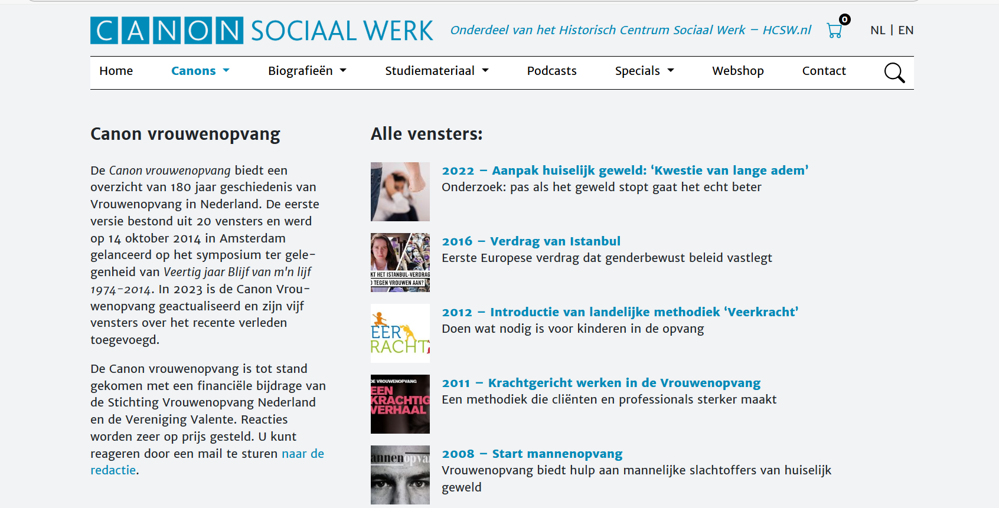 CANON SOCIAAL WERK
Onderdeel van het Historisch Centrum Sociaal Werk – HCSW.nl
0
NL | EN
Home
Canons
Biografieën
Studiemateriaal
Podcasts
Specials
Webshop
Contact
Canon vrouwenopvang
De Canon vrouwenopvang biedt een
overzicht van 180 jaar geschiedenis van
Vrouwenopvang in Nederland. De eerste
versie bestond uit 20 vensters en werd
op 14 oktober 2014 in Amsterdam
gelanceerd op het symposium ter gele-
genheid van Veertig jaar Blijf van m'n lijf
1974-2014. In 2023 is de Canon Vrou-
wenopvang geactualiseerd en zijn vijf
vensters over het recente verleden
toegevoegd.
De Canon vrouwenopvang is tot stand
gekomen met een financiële bijdrage van
de Stichting Vrouwenopvang Nederland
en de Vereniging Valente. Reacties
worden zeer op prijs gesteld. U kunt
reageren door een mail te sturen naar de
redactie.
Alle vensters:
2022 – Aanpak huiselijk geweld: ‘Kwestie van lange adem’
Onderzoek: pas als het geweld stopt gaat het echt beter
KT HET ISTANBUL-VERDRAG
TEGEN VROUWEN AAN?
2016 – Verdrag van Istanbul
Eerste Europese verdrag dat genderbewust beleid vastlegt
EER
RACHT
2012 – Introductie van landelijke methodiek ‘Veerkracht’
Doen wat nodig is voor kinderen in de opvang
DE VROUWENOPVANG
EEN
KRACHTIG
VERHAAL
2011 – Krachtgericht werken in de Vrouwenopvang
Een methodiek die cliënten en professionals sterker maakt
annenopva
2008 – Start mannenopvang
Vrouwenopvang biedt hulp aan mannelijke slachtoffers van huiselijk
geweld